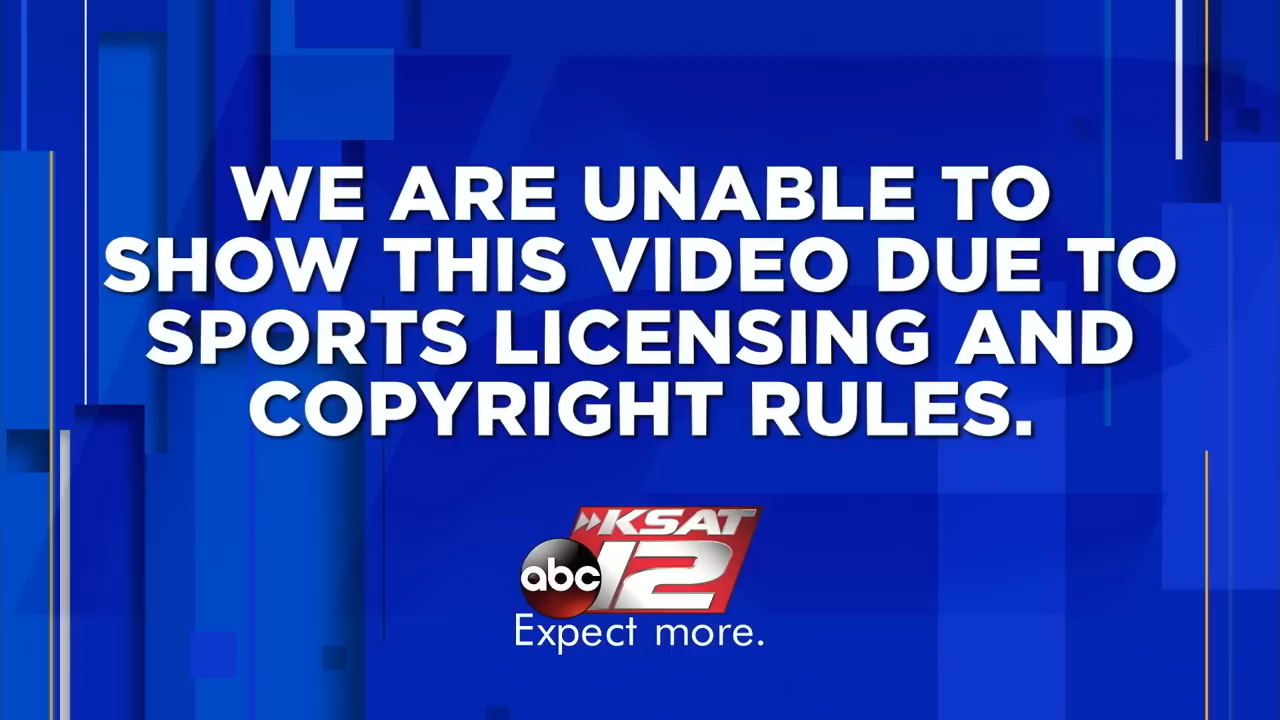 WE ARE UNABLE TO
SHOW THIS VIDEO DUE TO
SPORTS LICENSING AND
COPYRIGHT RULES.
KSAT
abc 12
Expect more.